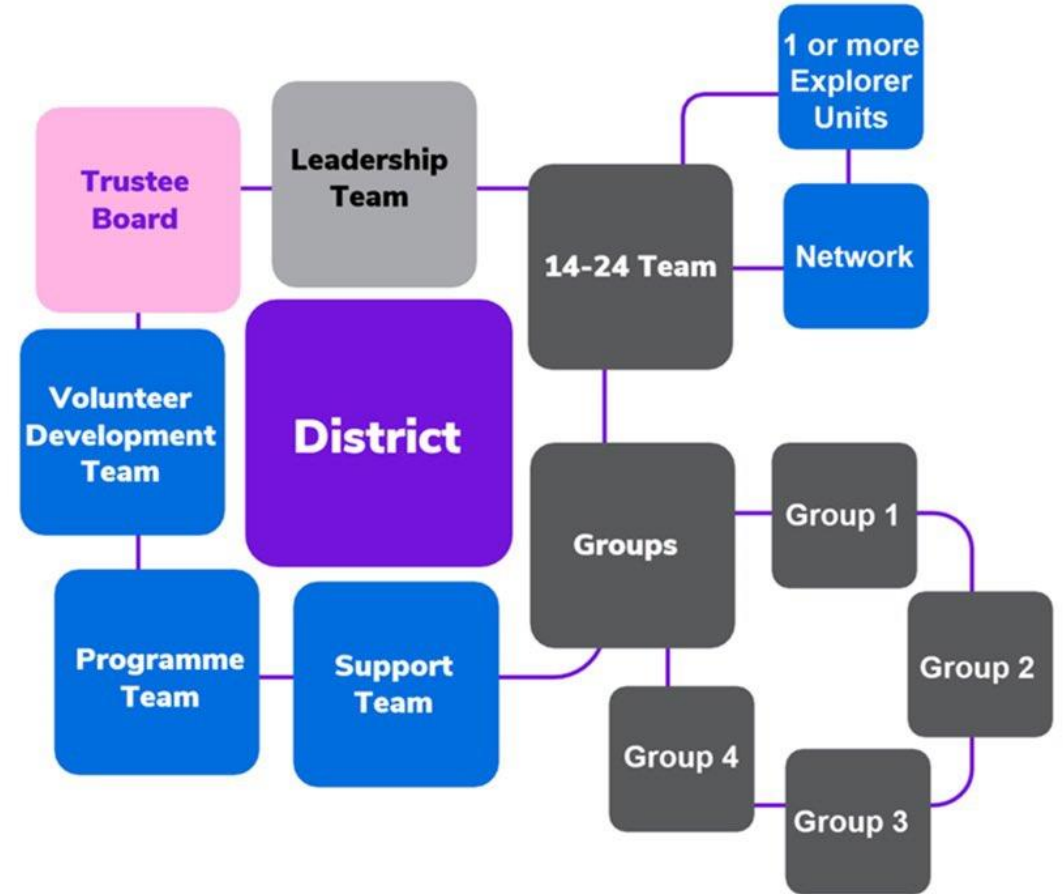 1 or more
Explorer
Units
Leadership
Team
Trustee
Board
14-24 Team
Network
Volunteer
Development
Team
District
Groups
Group 1
Programme
Team
Support
Team
Group 2
Group 4
Group 3